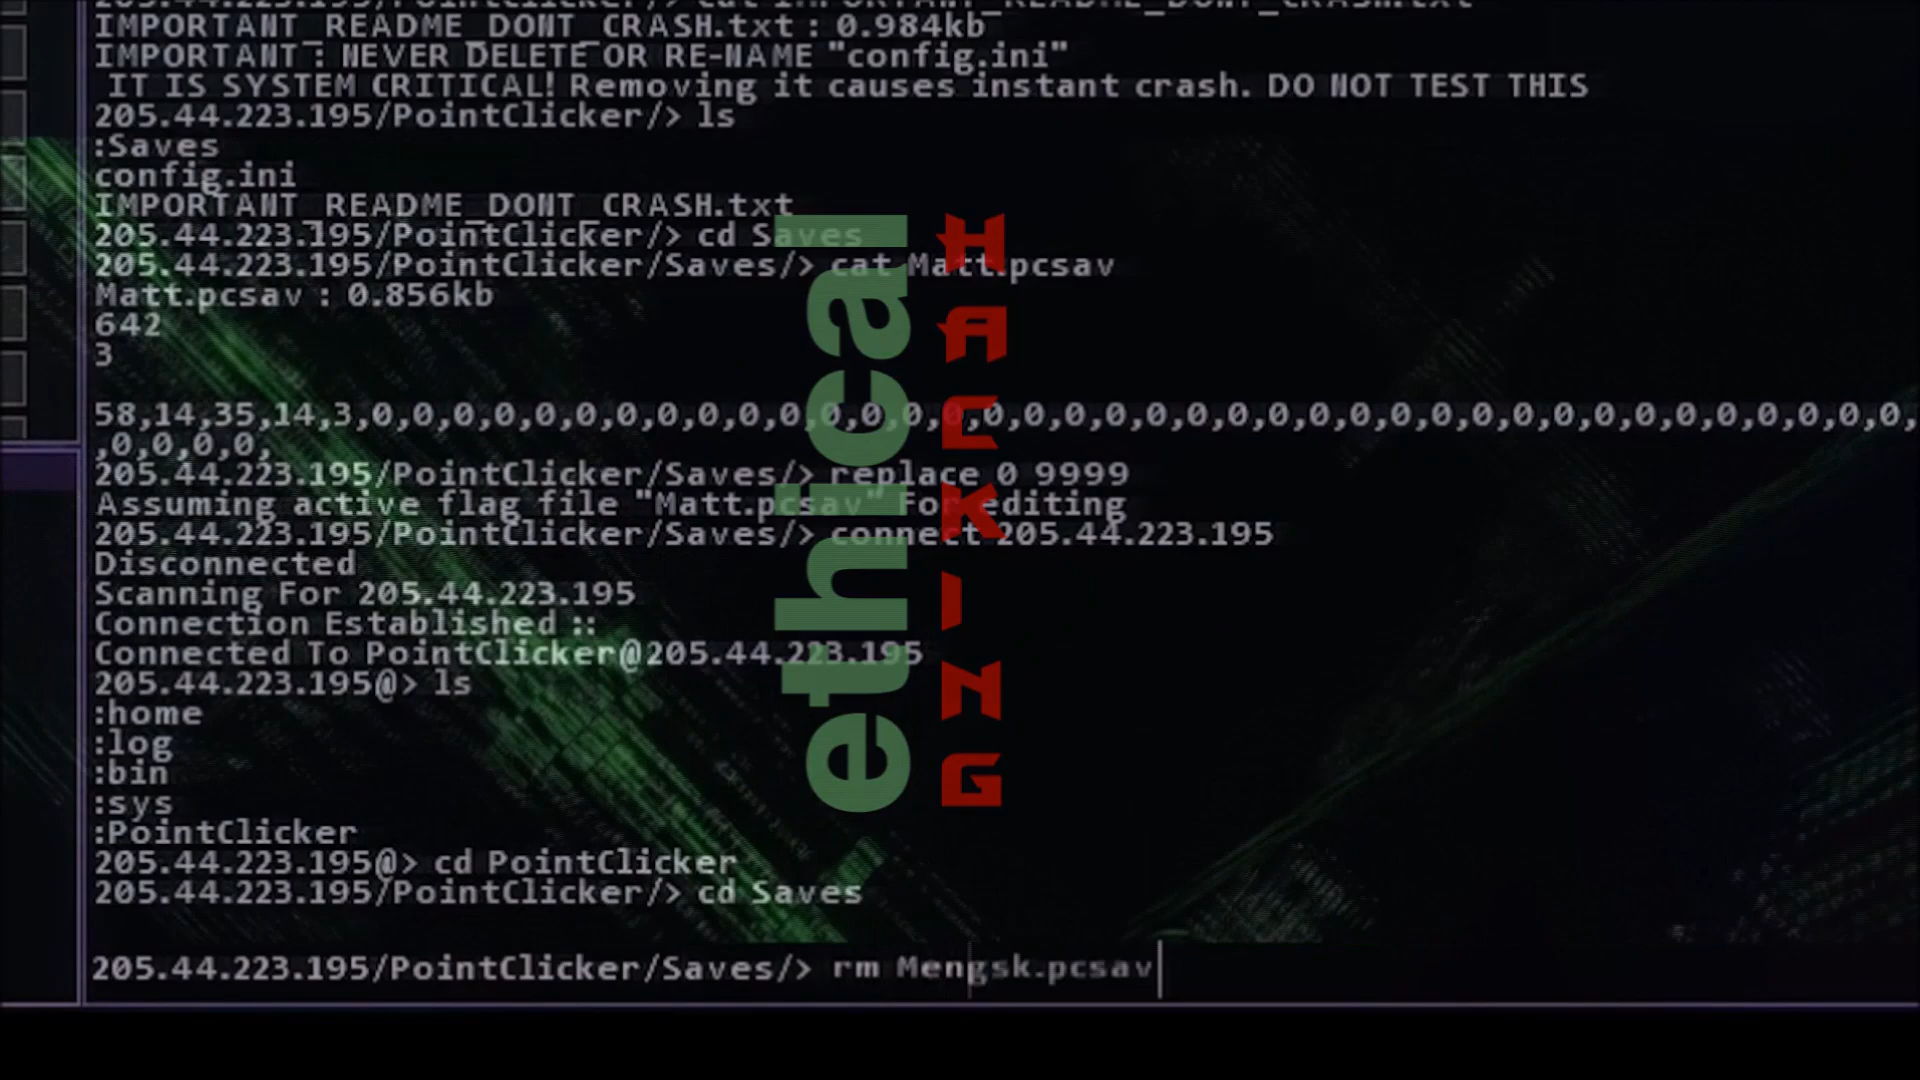 IMPORTANT_README_DONT_CRASH.txt : 0.984kb
IMPORTANT : NEVER DELETE OR RE-NAME "config.ini"
IT IS SYSTEM CRITICAL! Removing it causes instant crash. DO NOT TEST THIS
205.44.223.195/PointClicker/> ls
:Saves
config.ini
IMPORTANT_README_DONT_CRASH.txt
205.44.223.195/PointClicker/> cd Saves
205.44.223.195/PointClicker/Saves/> cat Matt.pcsav
Matt.pcsav : 0.856kb
642
3
58,14,35,14,3,0,0,0,0,0,0,0,0,0,0,0,0,0,0,0,0,0,0,0,0,0,0,0,0,0,0,0,0,0,0,0,0,0,0,0,0,0,0,
,0,0,0,0,
205.44.223.195/PointClicker/Saves/> replace 0 9999
Assuming active flag file "Matt.pcsav" For editing
205.44.223.195/PointClicker/Saves/> connect 205.44.223.195
Disconnected
Scanning For 205.44.223.195
Connection Established ::
Connected To PointClicker@205.44.223.195
205.44.223.195@> ls
:home
:log
:bin
:sys
:PointClicker
205.44.223.195@> cd PointClicker
205.44.223.195/PointClicker/> cd Saves
205.44.223.195/PointClicker/Saves/> rm Mengsk.pcsav
ethical
HACKING